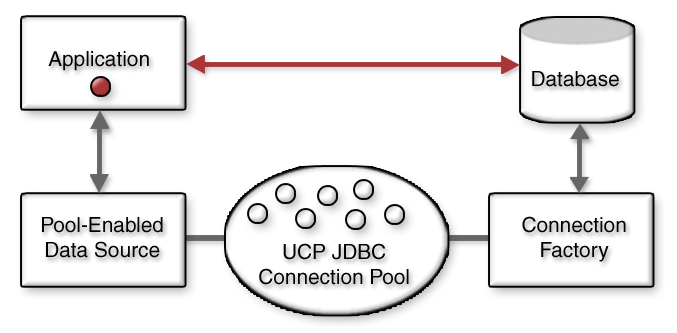 Application
Database
Pool-Enabled
Data Source
UCP JDBC
Connection Pool
Connection
Factory